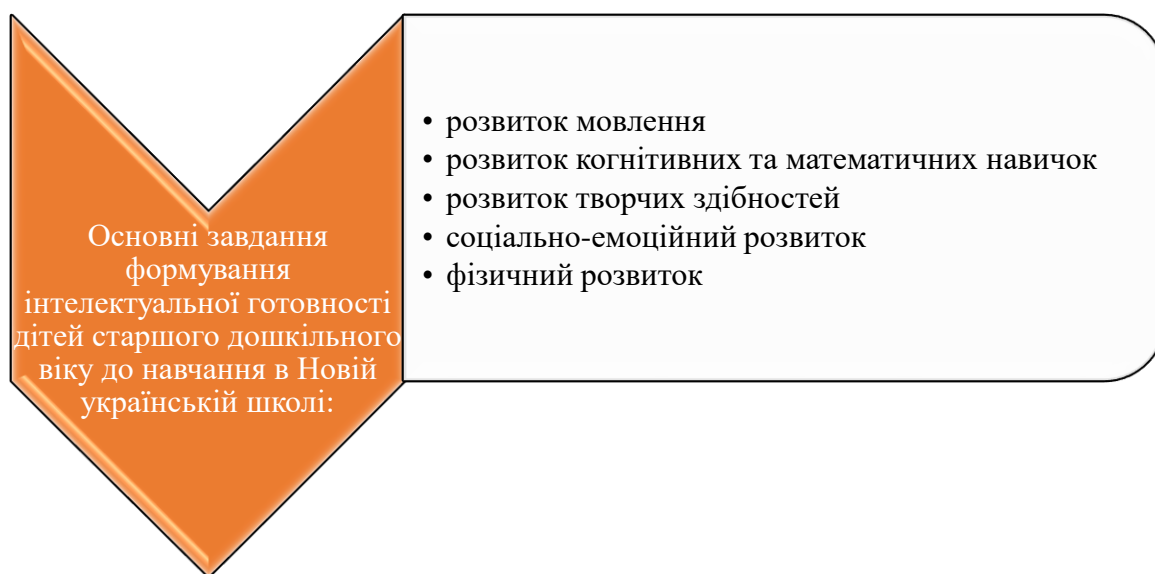 Основні завдання
формування
інтелектуальної готовності
дітей старшого дошкільного
віку до навчання в Новій
українській школі:
• розвиток мовлення
• розвиток когнітивних та математичних навичок
• розвиток творчих здібностей
• соціально-емоційний розвиток
• фізичний розвиток